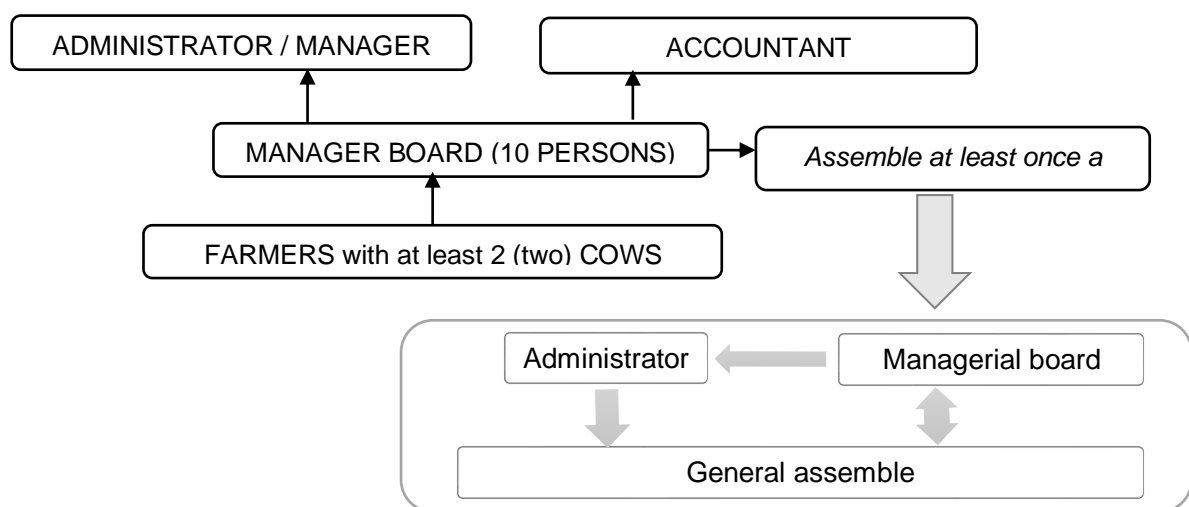 ADMINISTRATOR / MANAGER
ACCOUNTANT
MANAGER BOARD (10 PERSONS)
Assemble at least once a
FARMERS with at least 2 (two) COWS
Administrator
Managerial board
General assemble